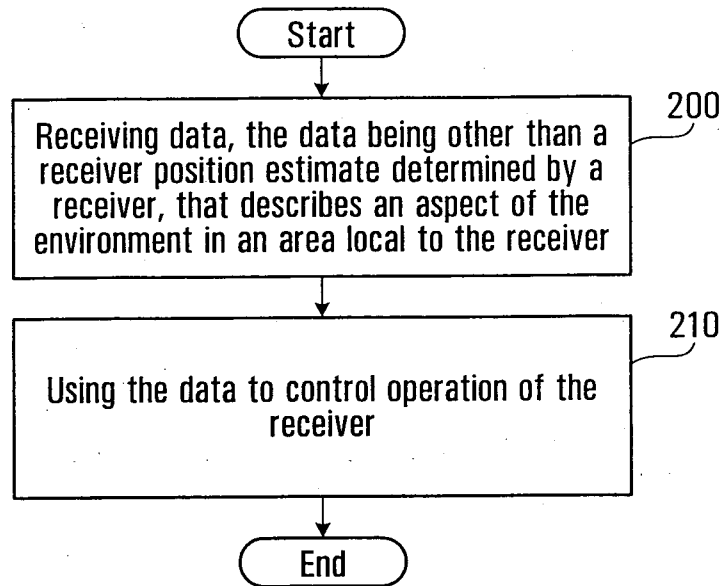 Start
200
Receiving data, the data being other than a
receiver position estimate determined by a
receiver, that describes an aspect of the
environment in an area local to the receiver
210
Using the data to control operation of the
receiver
End